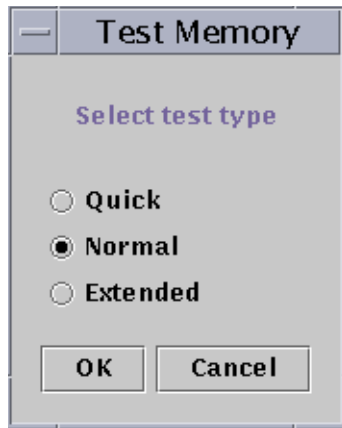 Test Memory
Select test type
Quick
Normal
Extended
OK Cancel